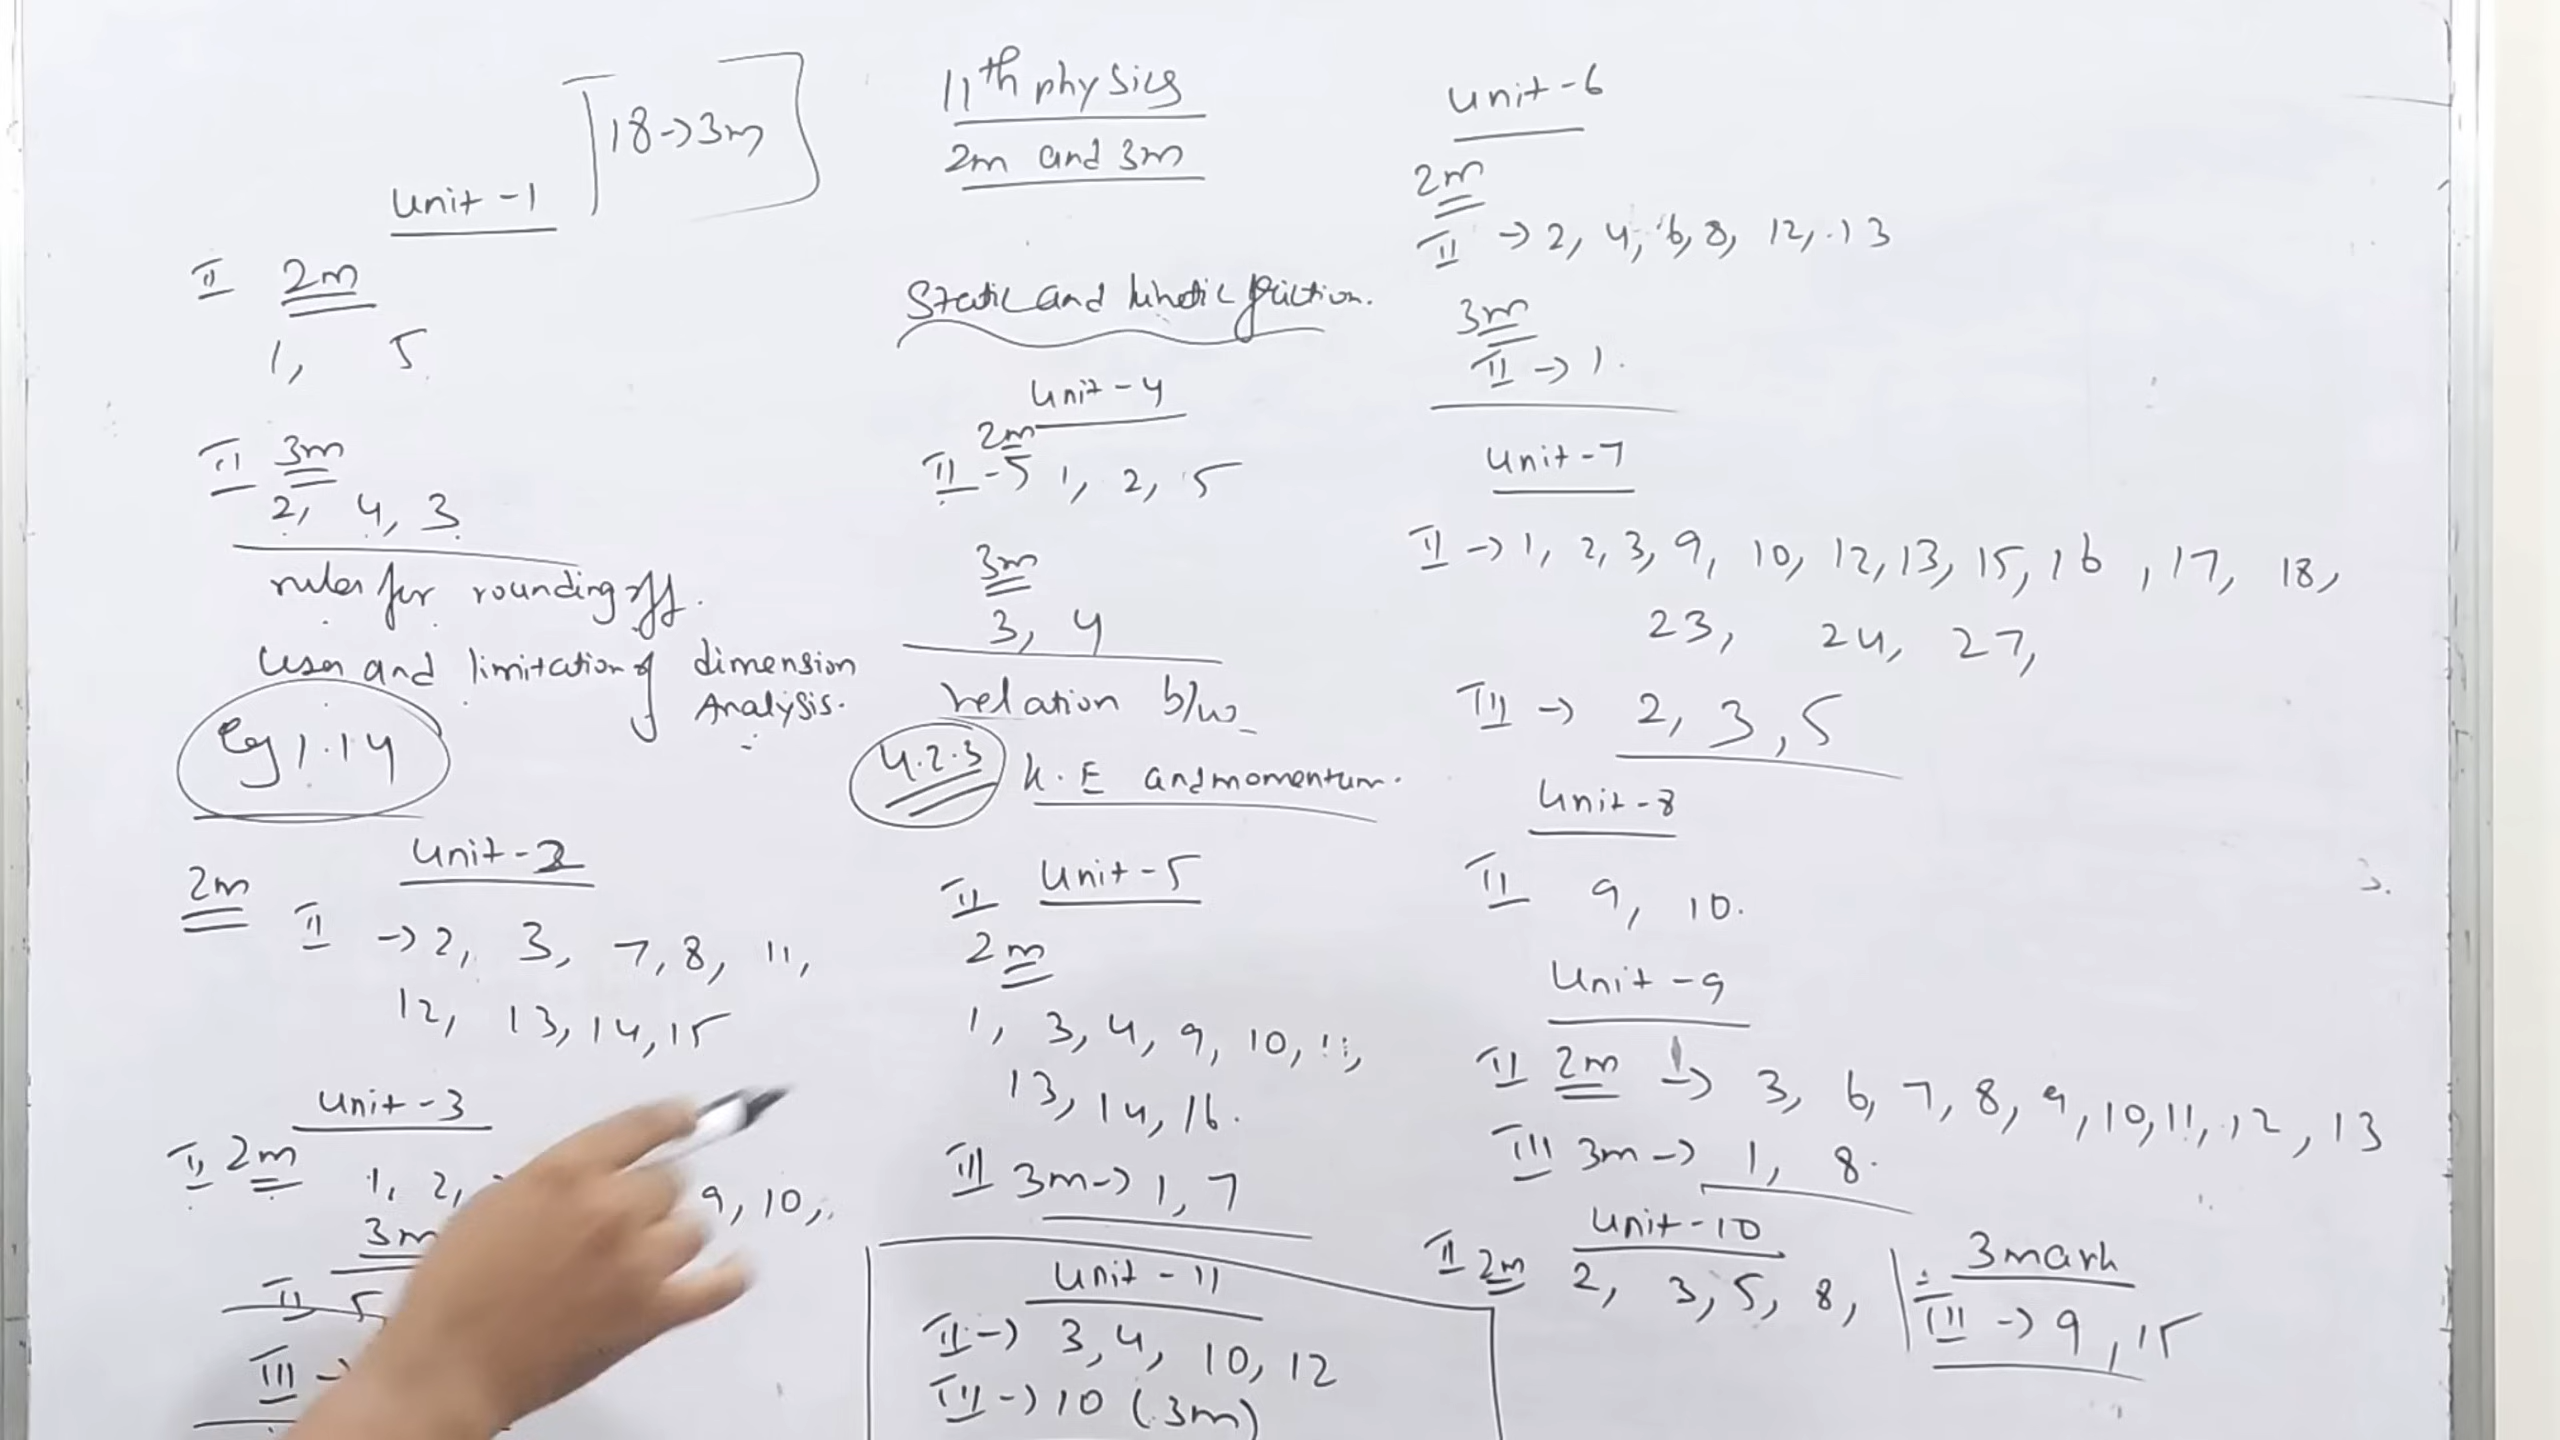 11th physics
2m and 3m
18→3m
Unit-1
II 2m
1, 5
II 3m
2, 4, 3
rules for rounding off.
Uses and limitation of dimension
Analysis.
Eg 1.14
Unit-2
2m
II → 2, 3, 7, 8, 11,
12, 13, 14, 15
Unit-3
II 2m
1, 2,
9, 10,
3m
II 5
III →
Static and kinetic friction.
Unit-4
2m
II → 1, 2, 5
3m
3, 4
relation b/w
4.2.3 K.E and momentum.
Unit-5
II
2m
1, 3, 4, 9, 10, 11,
13, 14, 16.
III 3m → 1, 7
Unit-11
II → 3, 4, 10, 12
III → 10 (3m)
Unit-6
2m
II → 2, 4, 6, 8, 12, 13
3m
II → 1.
Unit-7
II → 1, 2, 3, 9, 10, 12, 13, 15, 16, 17, 18,
23, 24, 27,
III → 2, 3, 5
Unit-8
II 9, 10.
Unit-9
II 2m → 3, 6, 7, 8, 9, 10, 11, 12, 13
III 3m → 1, 8.
Unit-10
II 2m 2, 3, 5, 8,
3 mark
III → 9, 15